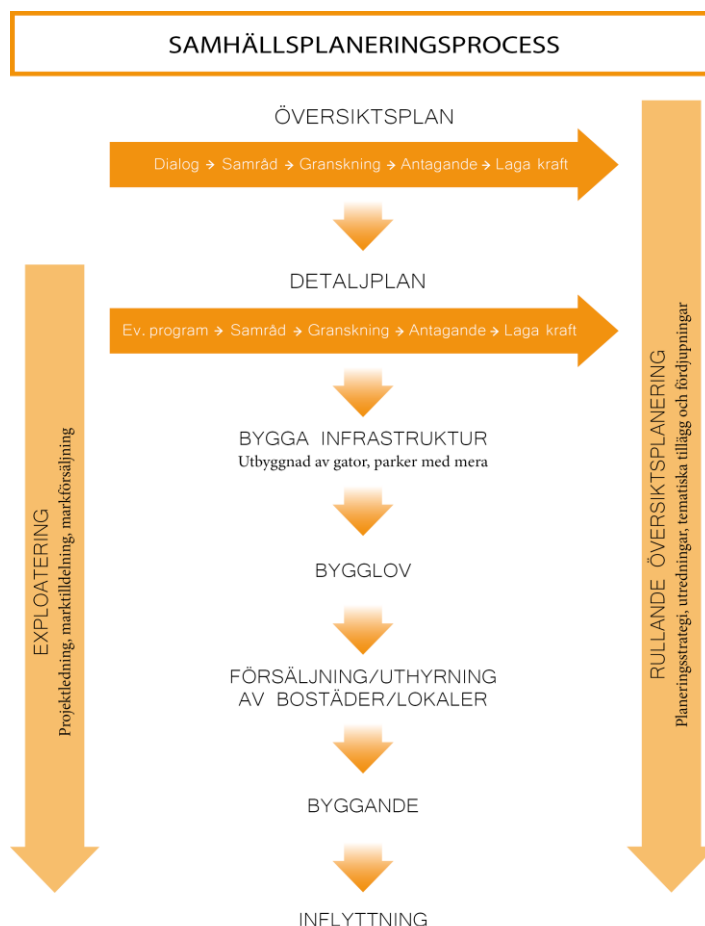 SAMHÄLLSPLANERINGSPROCESS
ÖVERSIKTSPLAN
Dialog → Samråd → Granskning → Antagande → Laga kraft
DETALJPLAN
Ev. program → Samråd → Granskning → Antagande → Laga kraft
BYGGA INFRASTRUKTUR
Utbyggnad av gator, parker med mera
BYGGLOV
FÖRSÄLJNING/UTHYRNING
AV BOSTÄDER/LOKALER
BYGGANDE
INFLYTTNING
EXPLOATERING
Projektledning, marktilldelning, markförsäljning
RULLANDE ÖVERSIKTSPLANERING
Planeringsstrategi, utredningar, tematiska tillägg och fördjupningar